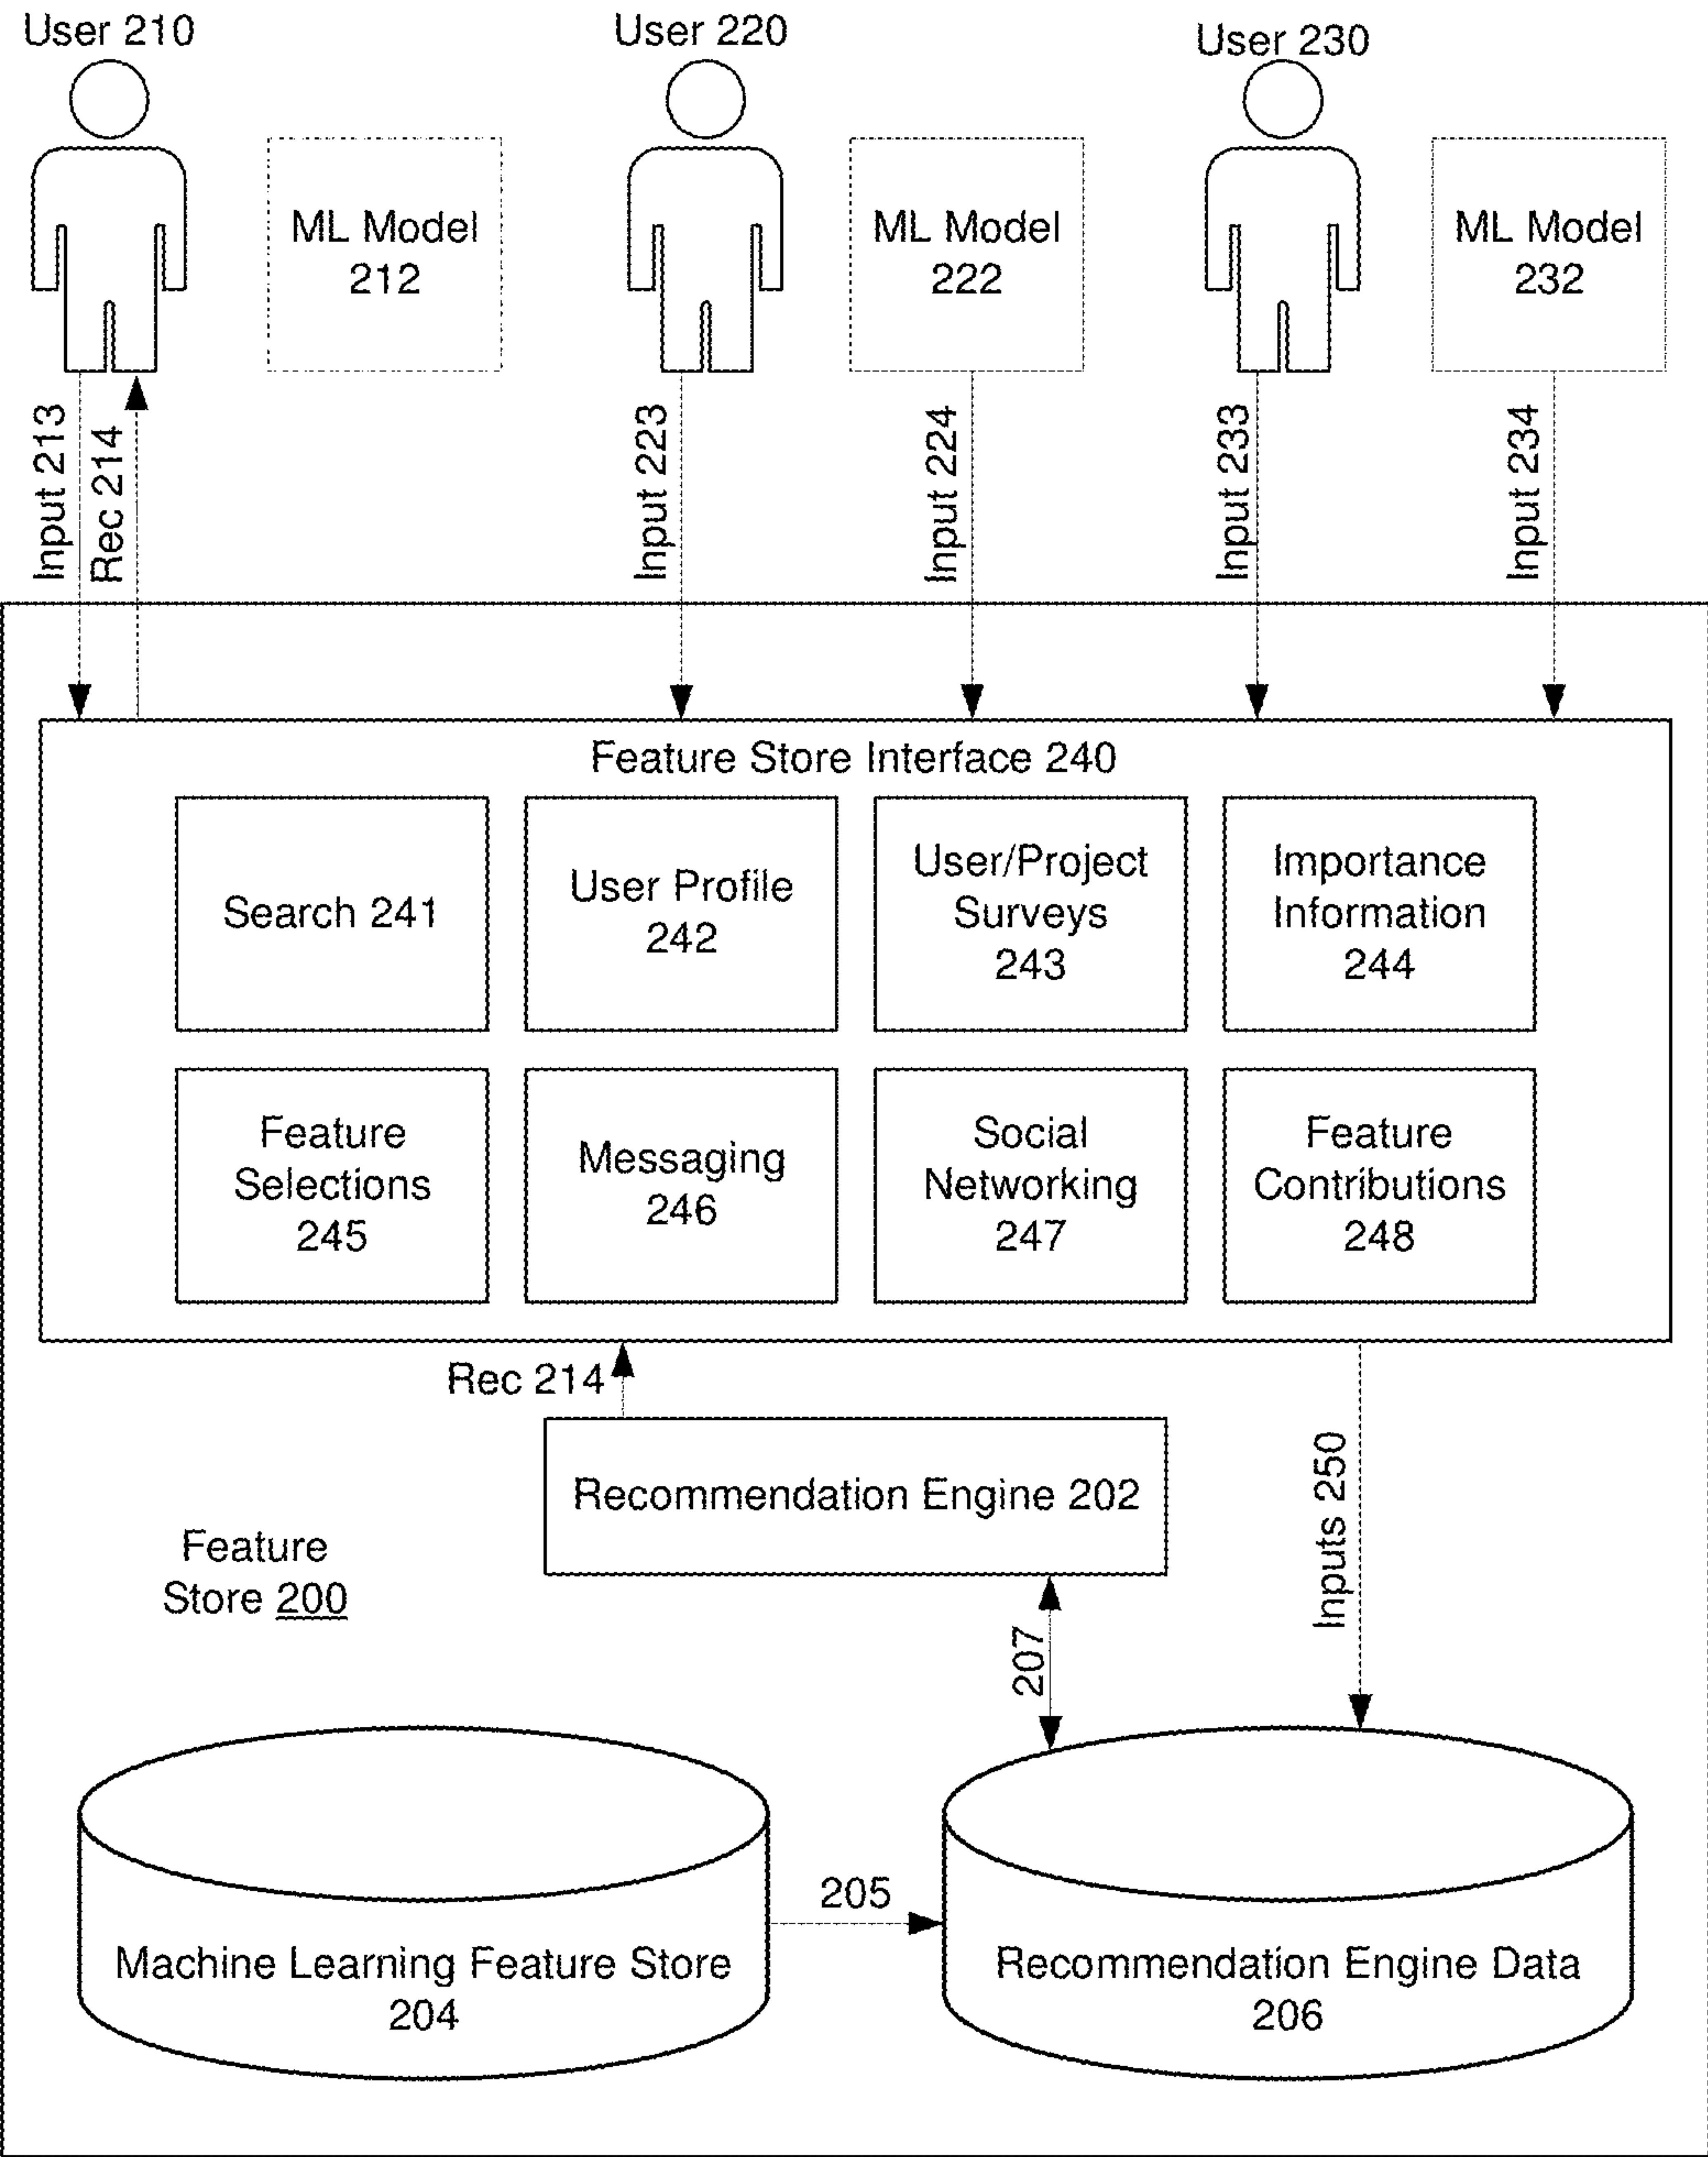 User 210
User 220
User 230
ML Model
212
ML Model
222
ML Model
232
Input 213
Rec 214
Input 223
Input 224
Input 233
Input 234
Feature Store Interface 240
Search 241
User Profile
242
User/Project
Surveys
243
Importance
Information
244
Feature
Selections
245
Messaging
246
Social
Networking
247
Feature
Contributions
248
Rec 214
Recommendation Engine 202
Inputs 250
Feature
Store 200
207
205
Machine Learning Feature Store
204
Recommendation Engine Data
206